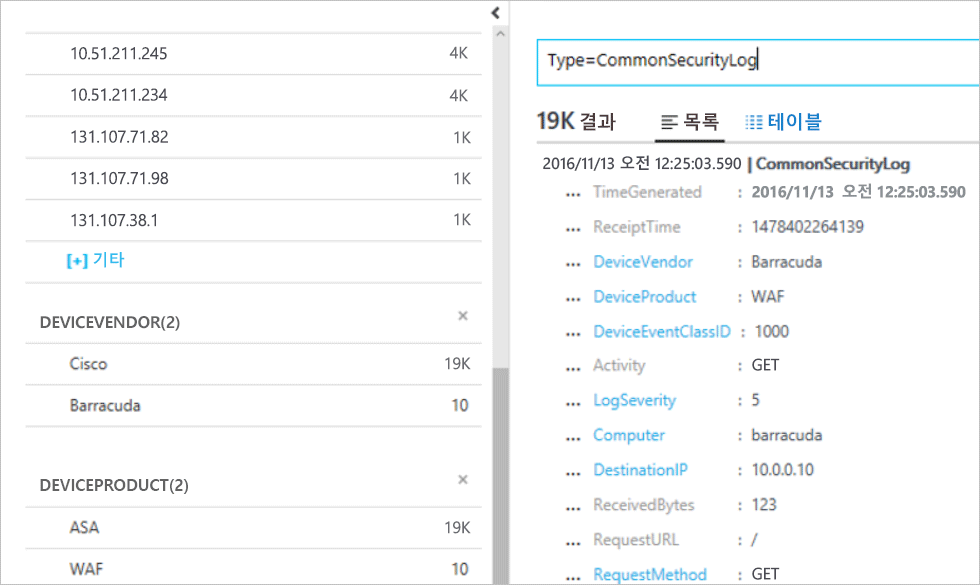 10.51.211.245 4K
10.51.211.234 4K
131.107.71.82 1K
131.107.71.98 1K
131.107.38.1 1K
[+] 기타
DEVICEVENDOR(2)
Cisco 19K
Barracuda 10
DEVICEPRODUCT(2)
ASA 19K
WAF 10
Type=CommonSecurityLog
19K 결과 목록 테이블
2016/11/13 오전 12:25:03.590 | CommonSecurityLog
... TimeGenerated : 2016/11/13 오전 12:25:03.590
... ReceiptTime : 1478402264139
... DeviceVendor : Barracuda
... DeviceProduct : WAF
... DeviceEventClassID : 1000
... Activity : GET
... LogSeverity : 5
... Computer : barracuda
... DestinationIP : 10.0.0.10
... ReceivedBytes : 123
... RequestURL : /
... RequestMethod : GET